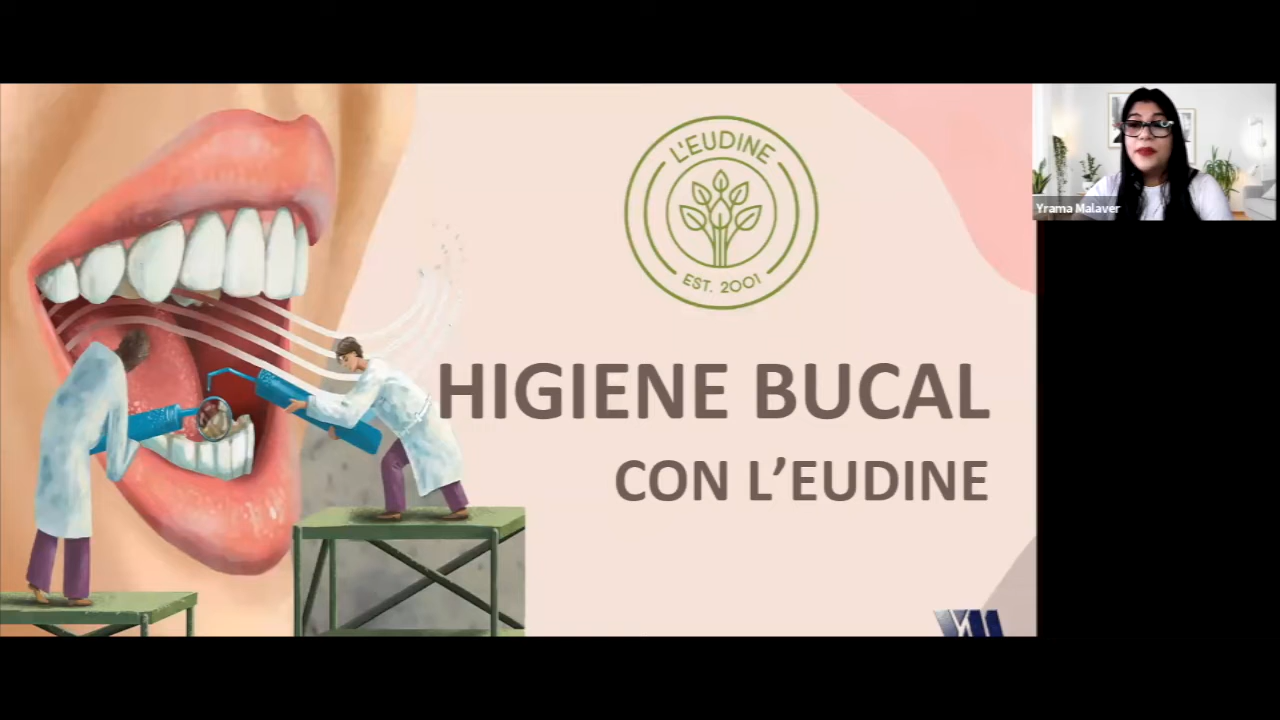 L'EUDINE
EST. 2001
HIGIENE BUCAL
CON L'EUDINE
Yrama Malaver